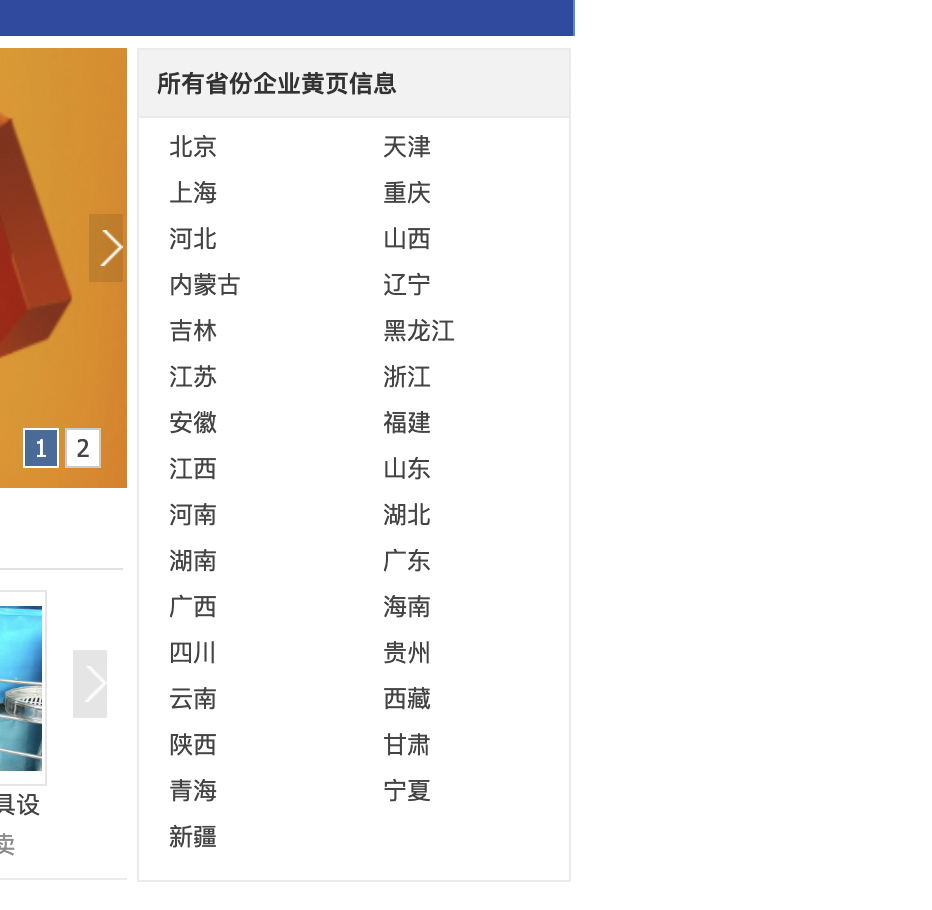 所有省份企业黄页信息
北京 天津
上海 重庆
河北 山西
内蒙古 辽宁
吉林 黑龙江
江苏 浙江
安徽 福建
1 2
江西 山东
河南 湖北
湖南 广东
广西 海南
四川 贵州
云南 西藏
陕西 甘肃
青海 宁夏
新疆
具设
卖